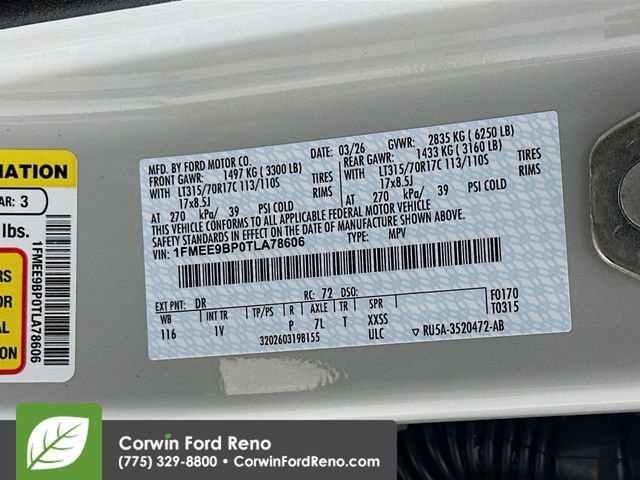 RMATION
AR: 3
lbs.
RS
OR
ION
1FMEE9BP0TLA78606
MFD. BY FORD MOTOR CO.
DATE: 03/26 GVWR: 2835 KG (6250 LB)
FRONT GAWR: 1497 KG (3300 LB)
REAR GAWR: 1433 KG (3160 LB)
WITH LT315/70R17C 113/110S TIRES
WITH LT315/70R17C 113/110S TIRES
17x8.5J RIMS
17x8.5J RIMS
AT 270 kPa/ 39 PSI COLD
AT 270 kPa/ 39 PSI COLD
THIS VEHICLE CONFORMS TO ALL APPLICABLE FEDERAL MOTOR VEHICLE
SAFETY STANDARDS IN EFFECT ON THE DATE OF MANUFACTURE SHOWN ABOVE.
VIN: 1FMEE9BP0TLA78606 TYPE: MPV
EXT PNT: DR RC: 72 DSO: F0170
WB INT TR TP/PS R AXLE TR SPR T0315
116 1V P 7L T XXSS
3202603198155 ULC ▽ RU5A-3520472-AB
Corwin Ford Reno
(775) 329-8800 • CorwinFordReno.com